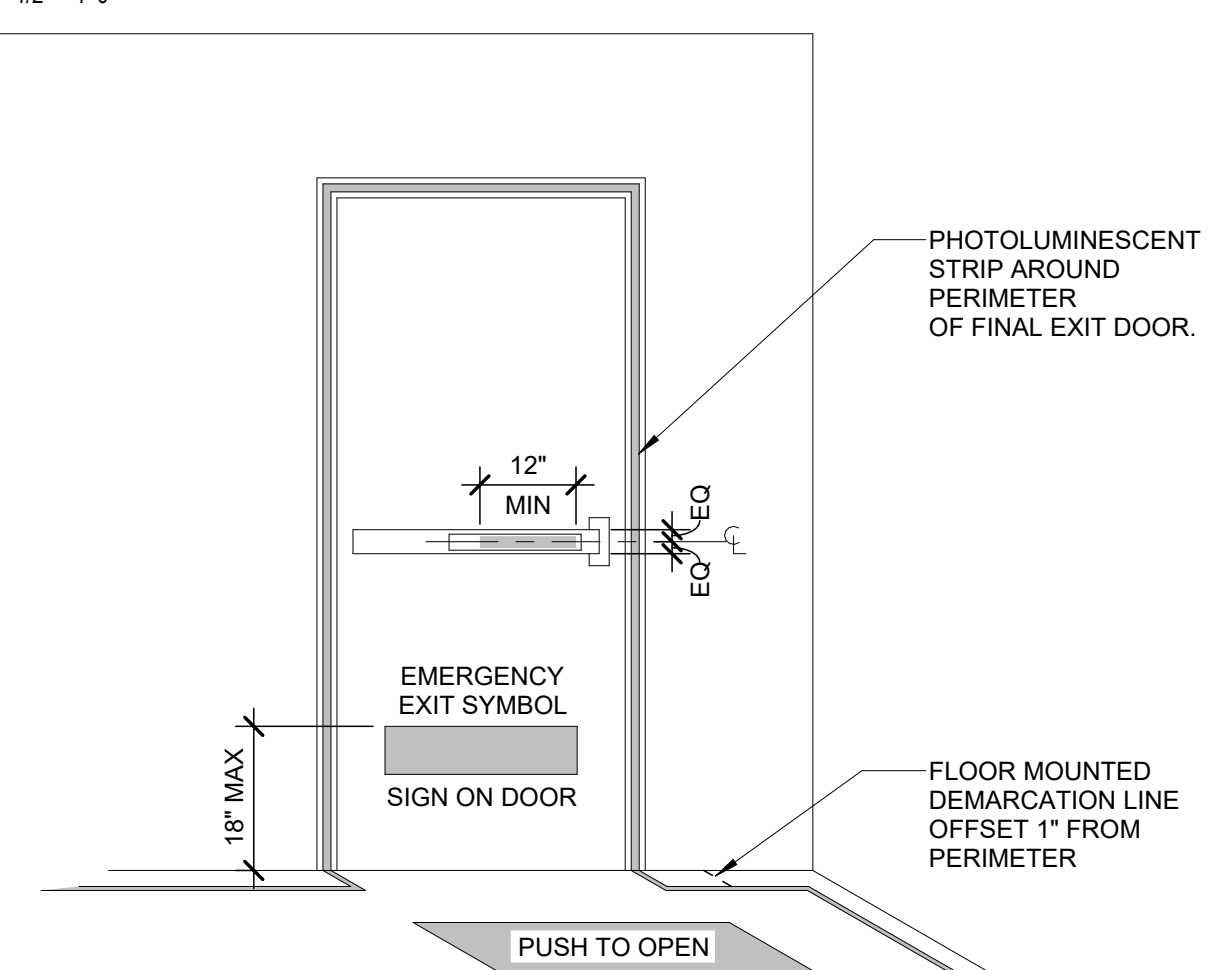 PHOTOLUMINESCENT
STRIP AROUND
PERIMETER
OF FINAL EXIT DOOR.
12"
MIN
EQ
EQ
CL
EMERGENCY
EXIT SYMBOL
SIGN ON DOOR
18" MAX
FLOOR MOUNTED
DEMARCATION LINE
OFFSET 1" FROM
PERIMETER
PUSH TO OPEN